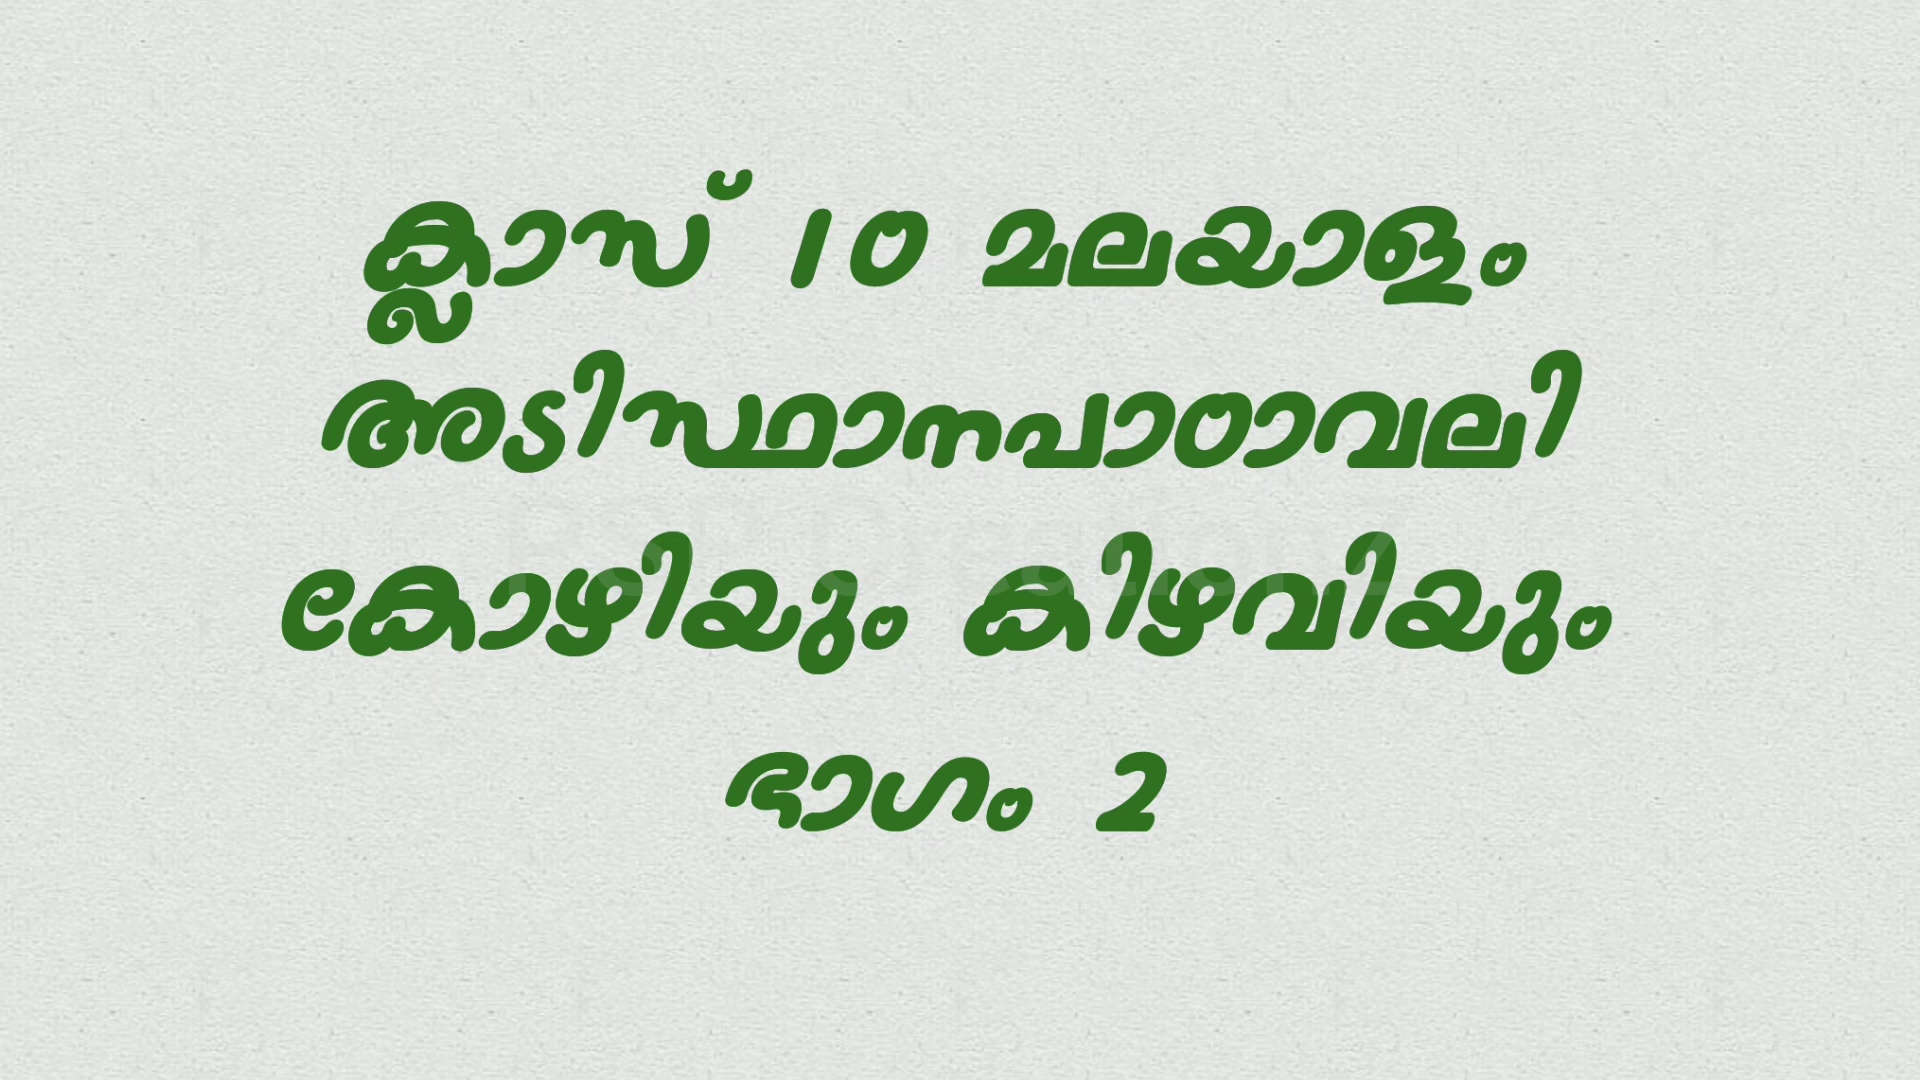 ക്ലാസ് 10 മലയാളം
അടിസ്ഥാനപാഠാവലി
കോഴിയും കിഴവിയും
ഭാഗം 2